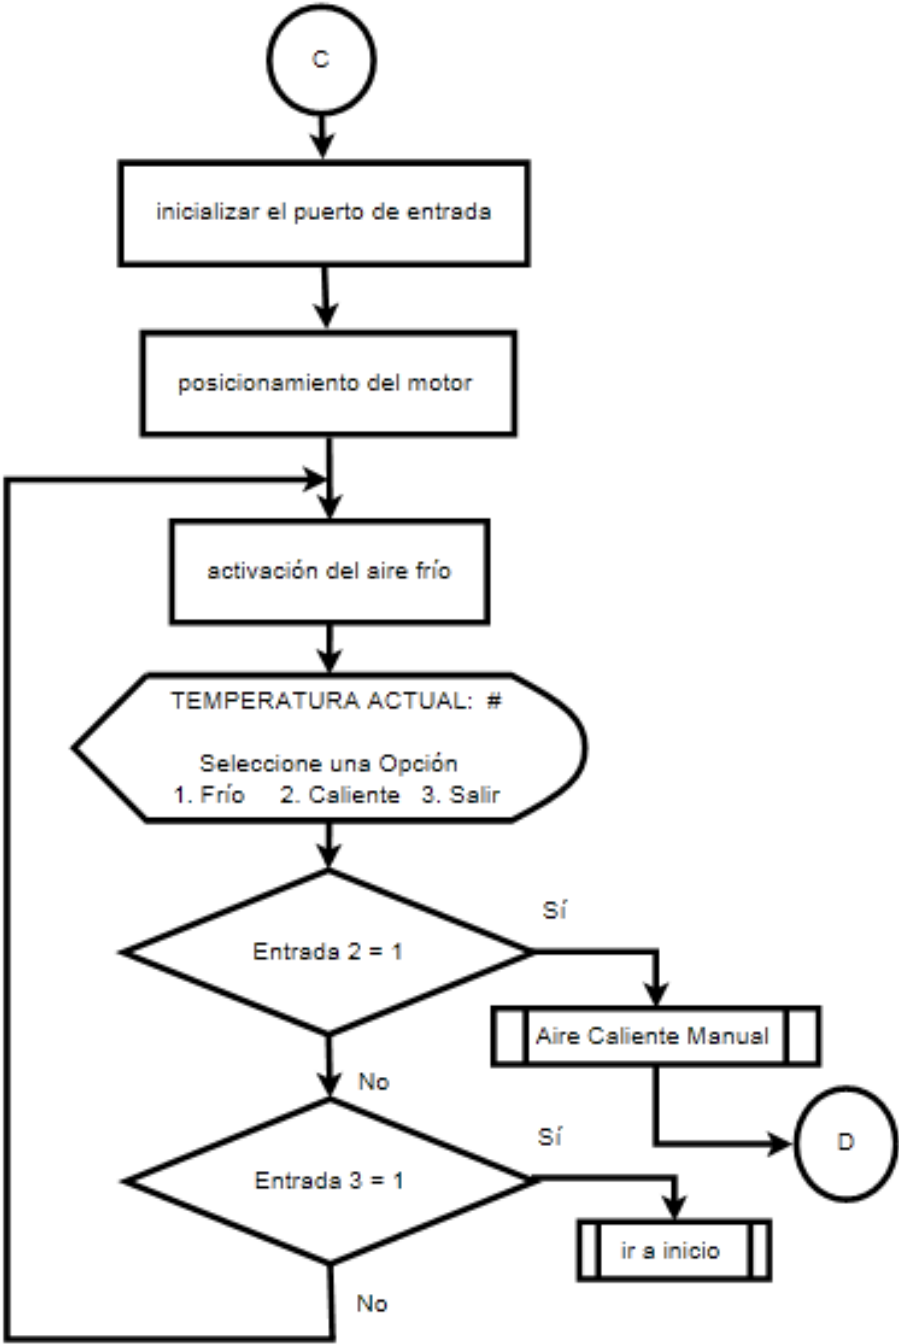 C
inicializar el puerto de entrada
posicionamiento del motor
activación del aire frío
TEMPERATURA ACTUAL: #
Seleccione una Opción
1. Frío 2. Caliente 3. Salir
Entrada 2 = 1
Sí
Aire Caliente Manual
No
D
Entrada 3 = 1
Sí
ir a inicio
No